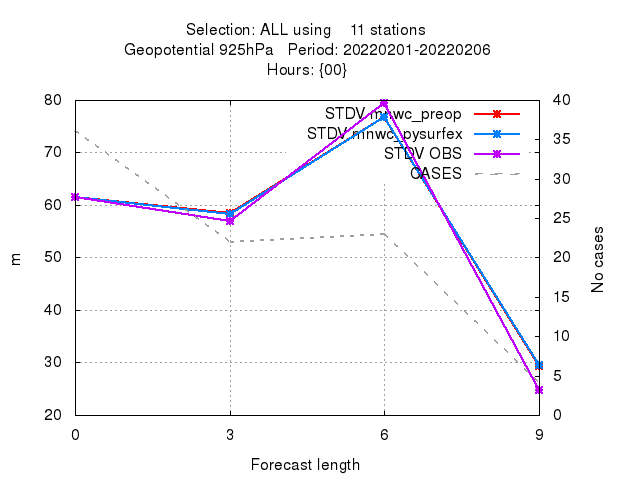 Selection: ALL using 11 stations
Geopotential 925hPa Period: 20220201-20220206
Hours: {00}
80 40
STDV mnwc_preop
35
STDV mnwc_pysurfex
70
STDV OBS
30
CASES
60
25
50 20
m
No cases
15
40
10
30
5
20 0
0 3 6 9
Forecast length